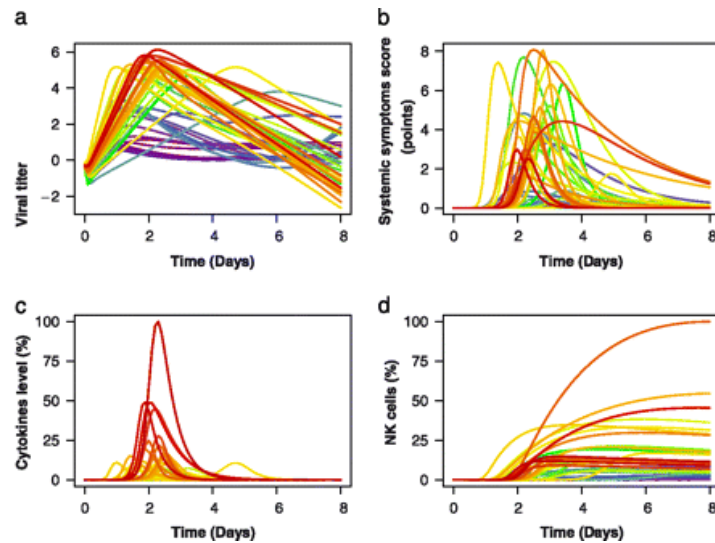 a
6
4
2
0
−2
Viral titer
0 2 4 6 8
Time (Days)
b
8
6
4
2
0
Systemic symptoms score
(points)
0 2 4 6 8
Time (Days)
c
100
75
50
25
0
Cytokines level (%)
0 2 4 6 8
Time (Days)
d
100
75
50
25
0
NK cells (%)
0 2 4 6 8
Time (Days)